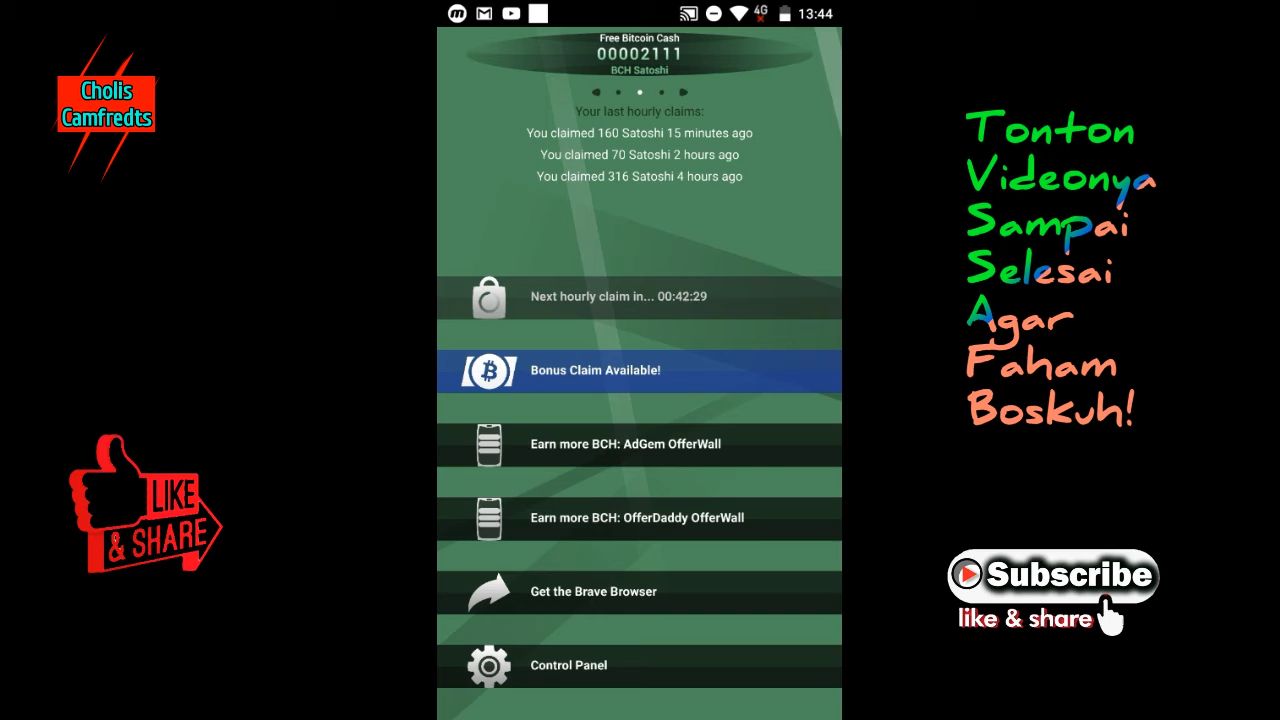 Cholis
Camfredts
4G
13:44
Free Bitcoin Cash
00002111
BCH Satoshi
Your last hourly claims:
You claimed 160 Satoshi 15 minutes ago
You claimed 70 Satoshi 2 hours ago
You claimed 316 Satoshi 4 hours ago
Next hourly claim in... 00:42:29
Bonus Claim Available!
Earn more BCH: AdGem OfferWall
Earn more BCH: OfferDaddy OfferWall
Get the Brave Browser
Control Panel
LIKE
& SHARE
Tonton
Videonya
Sampai
Selesai
Agar
Faham
Boskuh!
Subscribe
like & share